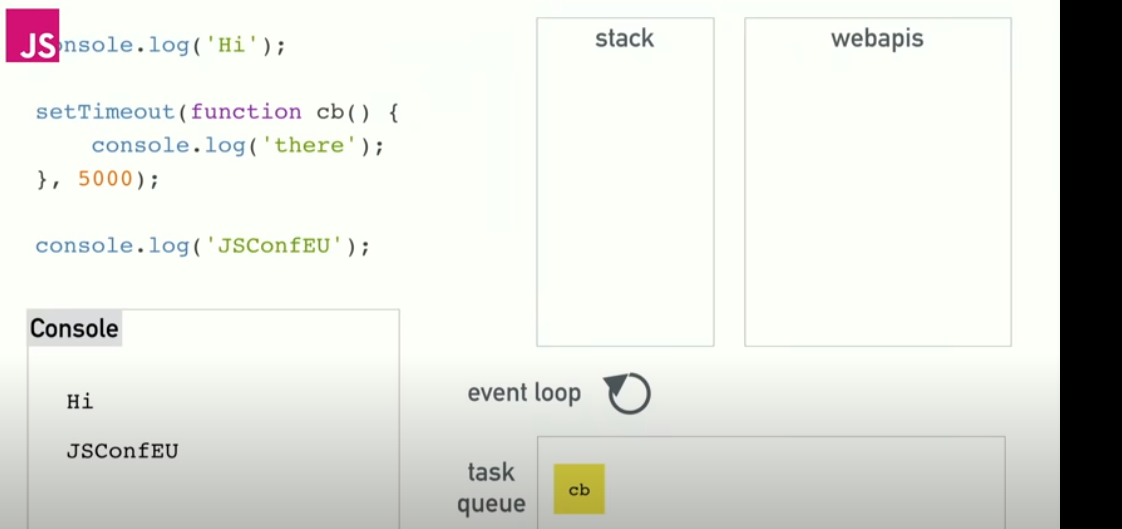 JS
onsole.log('Hi');
setTimeout(function cb() {
    console.log('there');
}, 5000);
console.log('JSConfEU');
Console
Hi
JSConfEU
stack
webapis
event loop
task
queue
cb